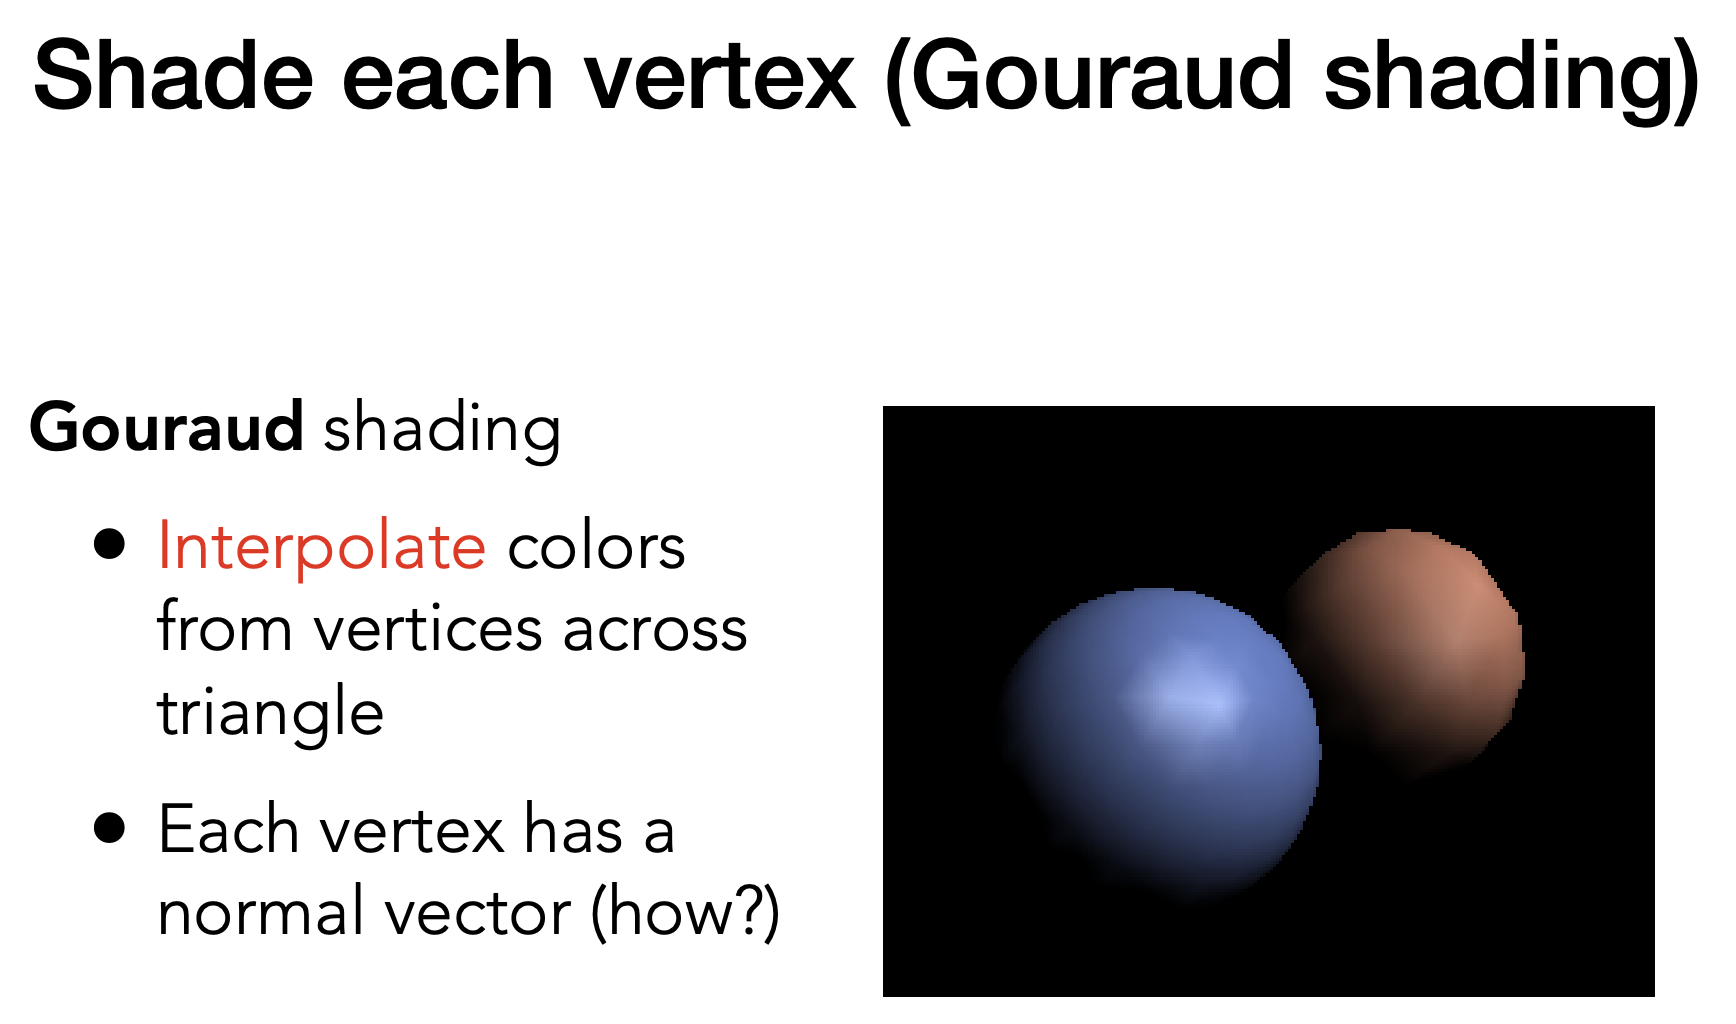 Shade each vertex (Gouraud shading)
Gouraud shading
• Interpolate colors
from vertices across
triangle
• Each vertex has a
normal vector (how?)